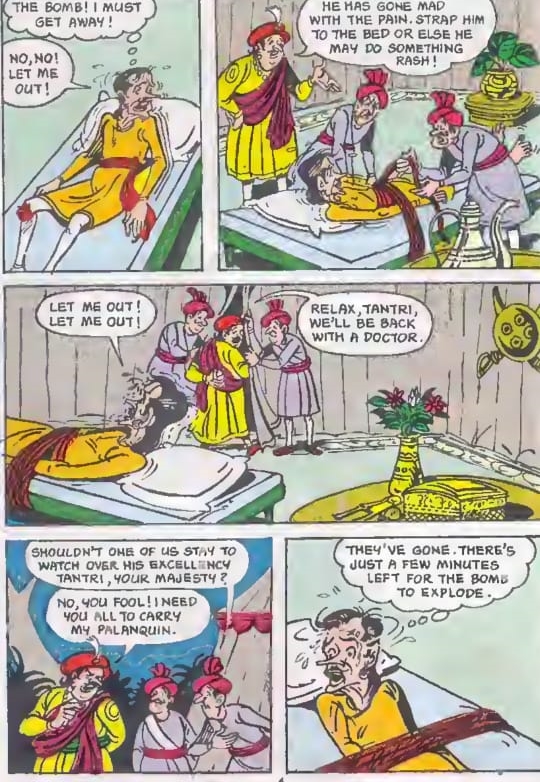 THE BOMB! I MUST
GET AWAY!
NO, NO!
LET ME
OUT!
HE HAS GONE MAD
WITH THE PAIN. STRAP HIM
TO THE BED OR ELSE HE
MAY DO SOMETHING
RASH!
LET ME OUT!
LET ME OUT!
RELAX, TANTRI,
WE'LL BE BACK
WITH A DOCTOR.
SHOULDN'T ONE OF US STAY TO
WATCH OVER HIS EXCELLENCY
TANTRI, YOUR MAJESTY?
NO, YOU FOOL! I NEED
YOU ALL TO CARRY
MY PALANQUIN.
THEY'VE GONE. THERE'S
JUST A FEW MINUTES
LEFT FOR THE BOMB
TO EXPLODE.